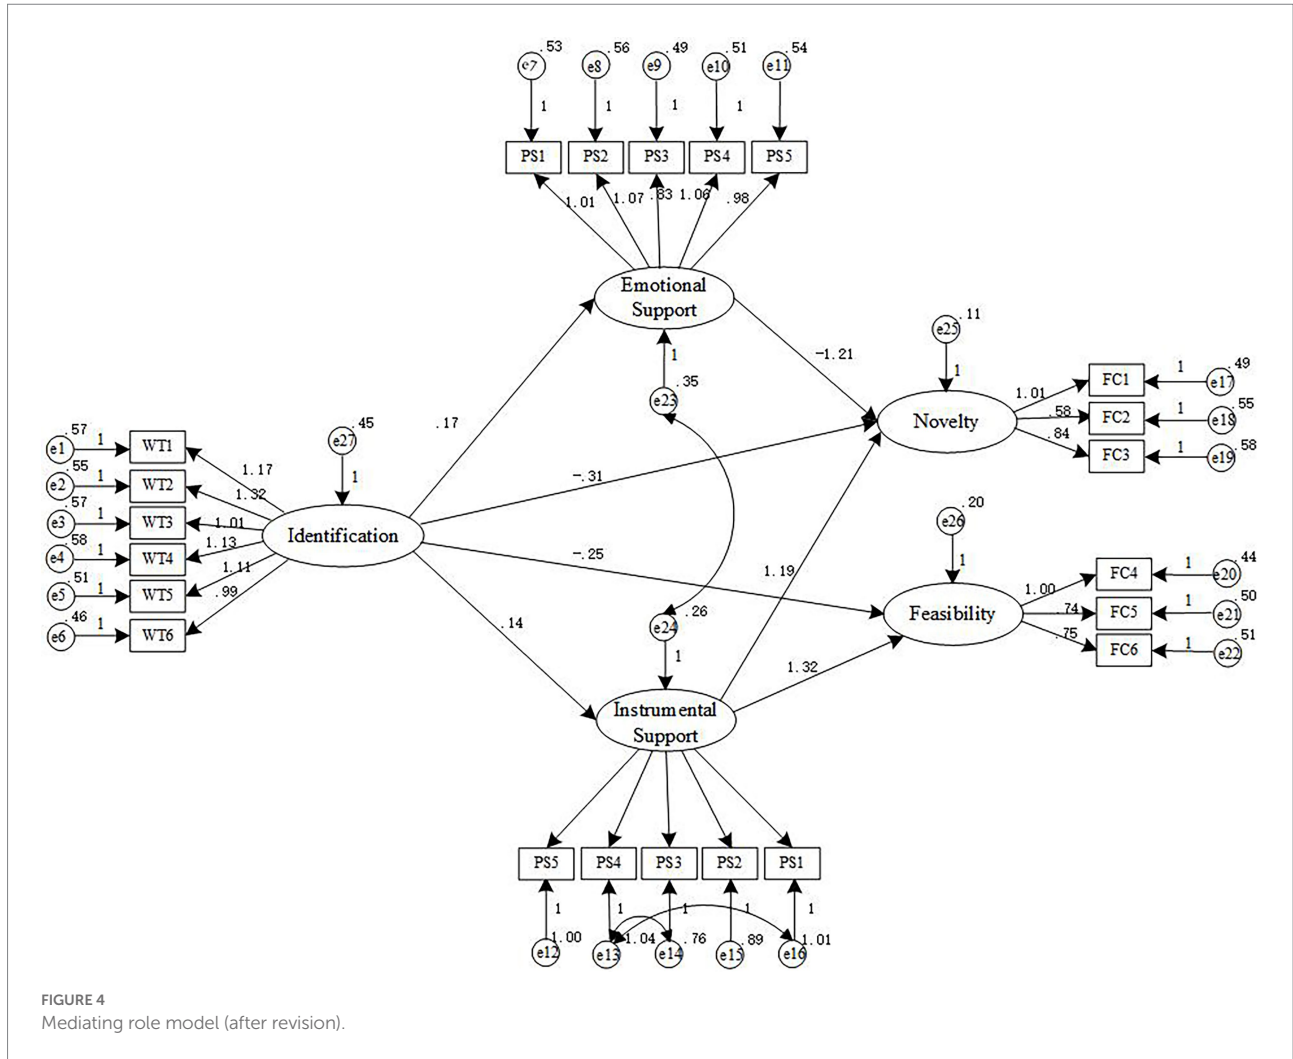 .53 .56 .49 .51 .54
e7 e8 e9 e10 e11
1 1 1 1
PS1 PS2 PS3 PS4 PS5
1.01 1.07 .83 1.06 .98
Emotional
Support
1
.35
e23
-1.21
.17
.11
e25
1
Novelty
1.01 FC1 1 e17 .49
.58 FC2 1 e18 .55
.84 FC3 1 e19 .58
.45
e27
1
.57 e1 1 WT1 1.17
.55 e2 1 WT2 1.32
.57 e3 1 WT3 1.01
.58 e4 1 WT4 1.13
.51 e5 1 WT5 1.11
.46 e6 1 WT6 .99
Identification
-.31
-.25
.14
.20
e26
1
Feasibility
1.00 FC4 1 e20 .44
.74 FC5 1 e21 .50
.75 FC6 1 e22 .51
1.19
.26
e24
1
1.32
Instrumental
Support
PS5 PS4 PS3 PS2 PS1
1 1 1 1 1
1.00 1.04 .76 .89 1.01
e12 e13 e14 e15 e16
FIGURE 4
Mediating role model (after revision).